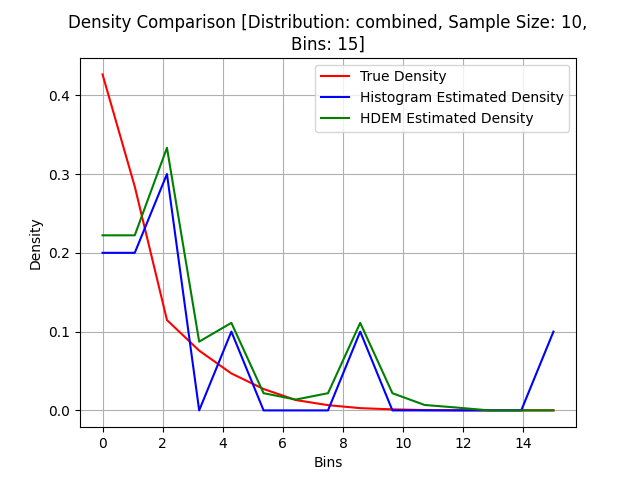 Density Comparison [Distribution: combined, Sample Size: 10,
Bins: 15]
True Density
Histogram Estimated Density
HDEM Estimated Density
Density
0.4
0.3
0.2
0.1
0.0
0 2 4 6 8 10 12 14
Bins